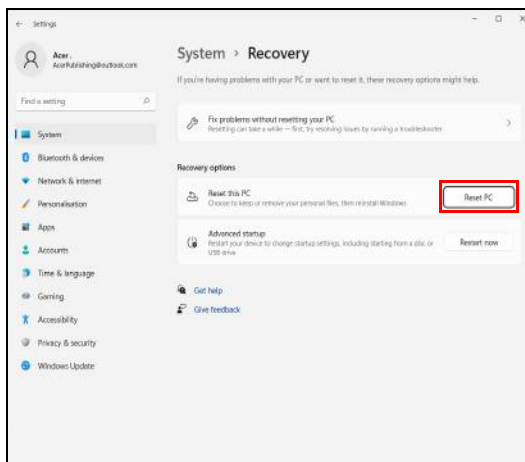 Settings
Acer .
AcerPublishing@outlook.com
Find a setting
System
Bluetooth & devices
Network & internet
Personalisation
Apps
Accounts
Time & language
Gaming
Accessibility
Privacy & security
Windows Update
System > Recovery
If you're having problems with your PC or want to reset it, these recovery options might help.
Fix problems without resetting your PC
Resetting can take a while — first, try resolving issues by running a troubleshooter
Recovery options
Reset this PC
Choose to keep or remove your personal files, then reinstall Windows
Reset PC
Advanced startup
Restart your device to change startup settings, including starting from a disc or
USB drive
Restart now
Get help
Give feedback